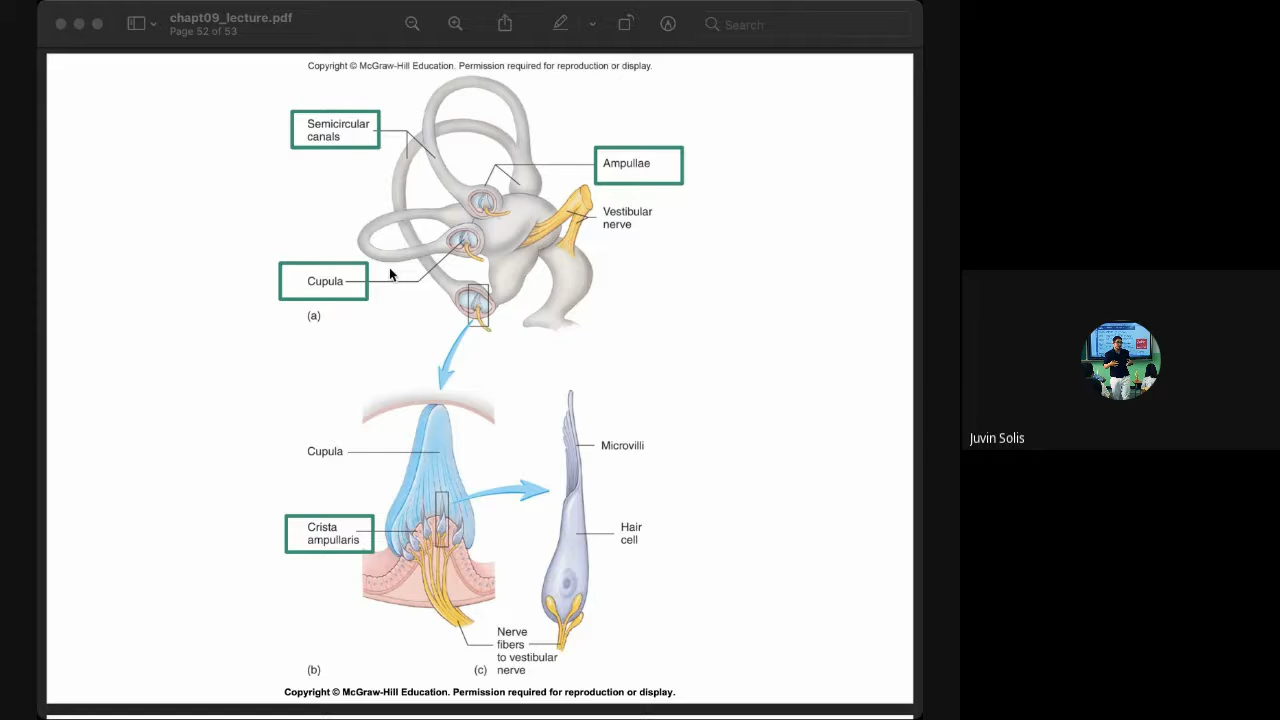 chapt09_lecture.pdf
Page 52 of 53
Search
Copyright © McGraw-Hill Education. Permission required for reproduction or display.
Semicircular
canals
Ampullae
Vestibular
nerve
Cupula
(a)
Cupula
Microvilli
Crista
ampullaris
Hair
cell
Nerve
fibers
to vestibular
nerve
(b)
(c)
Copyright © McGraw-Hill Education. Permission required for reproduction or display.
Juvin Solis